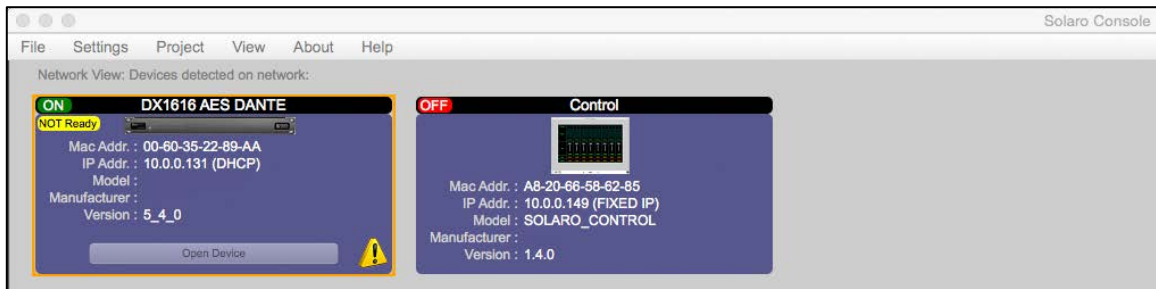 Solaro Console
File Settings Project View About Help
Network View: Devices detected on network:
ON DX1616 AES DANTE
NOT Ready
Mac Addr. : 00-60-35-22-89-AA
IP Addr. : 10.0.0.131 (DHCP)
Model :
Manufacturer :
Version : 5_4_0
Open Device
OFF Control
Mac Addr. : A8-20-66-58-62-85
IP Addr. : 10.0.0.149 (FIXED IP)
Model : SOLARO_CONTROL
Manufacturer :
Version : 1.4.0